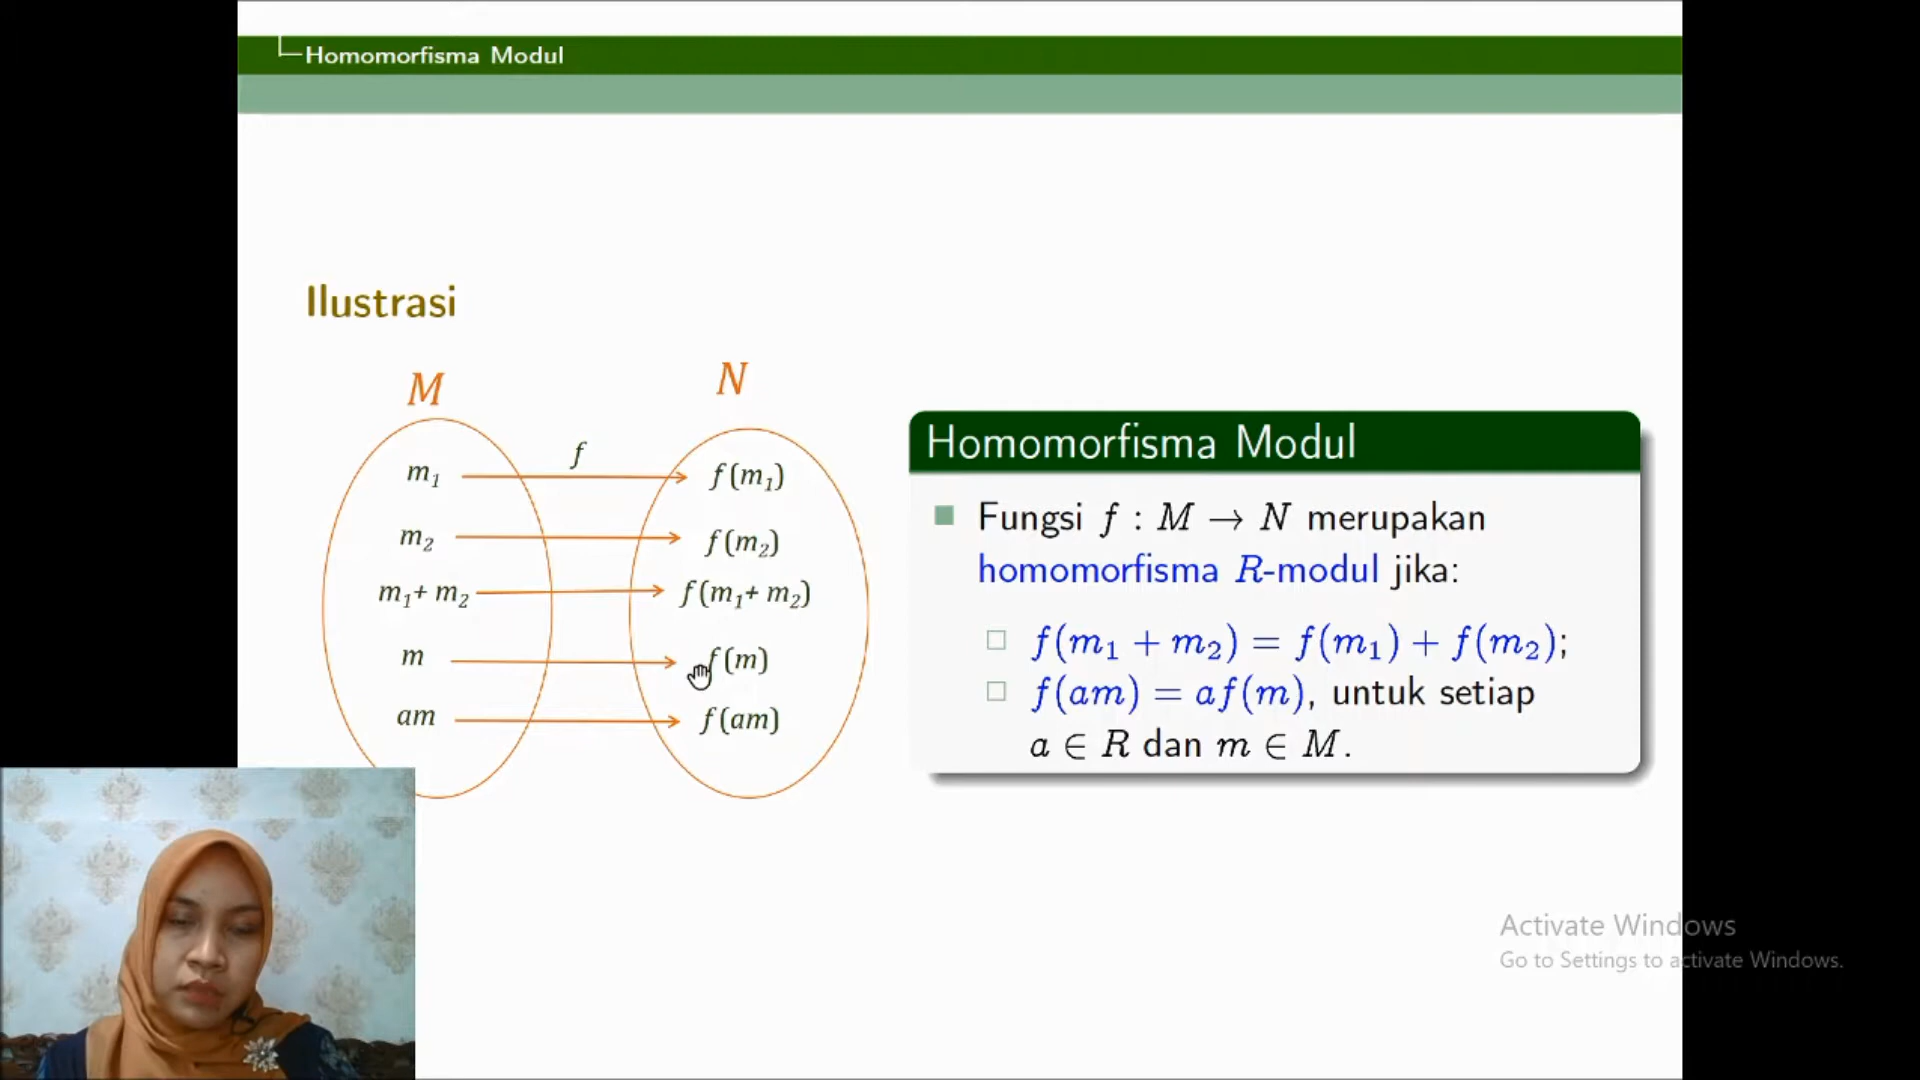 Homomorfisma Modul
Ilustrasi
M
N
f
m₁
f(m₁)
m₂
f(m₂)
m₁+ m₂
f(m₁+ m₂)
m
f(m)
am
f(am)
Homomorfisma Modul
Fungsi f : M → N merupakan
homomorfisma R-modul jika:
f(m₁ + m₂) = f(m₁) + f(m₂);
f(am) = af(m), untuk setiap
a ∈ R dan m ∈ M.
Activate Windows
Go to Settings to activate Windows.